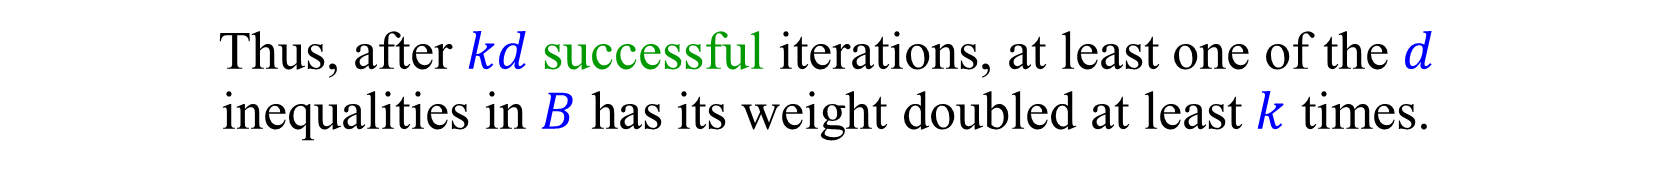 Thus, after kd successful iterations, at least one of the d
inequalities in B has its weight doubled at least k times.